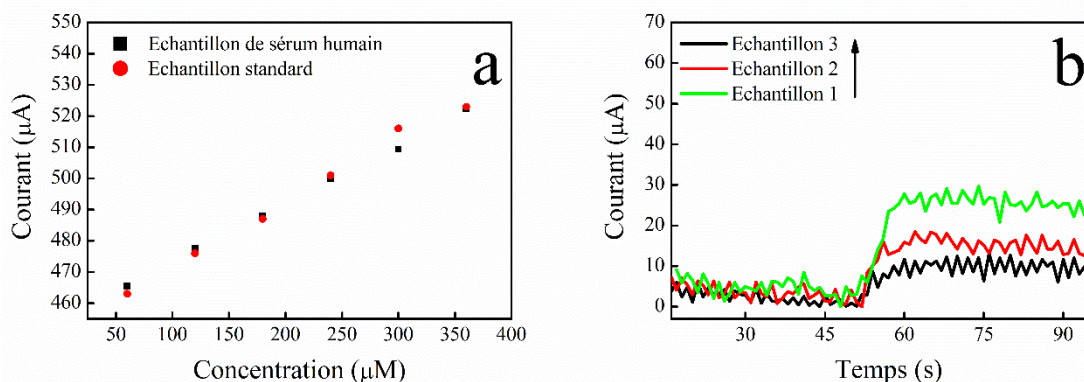 550
540
530
520
510
500
490
480
470
460
Courant (µA)
Echantillon de sérum humain
Echantillon standard
a
50 100 150 200 250 300 350 400
Concentration (µM)
70
60
50
40
30
20
10
0
Courant (µA)
Echantillon 3
Echantillon 2
Echantillon 1
b
30 45 60 75 90
Temps (s)